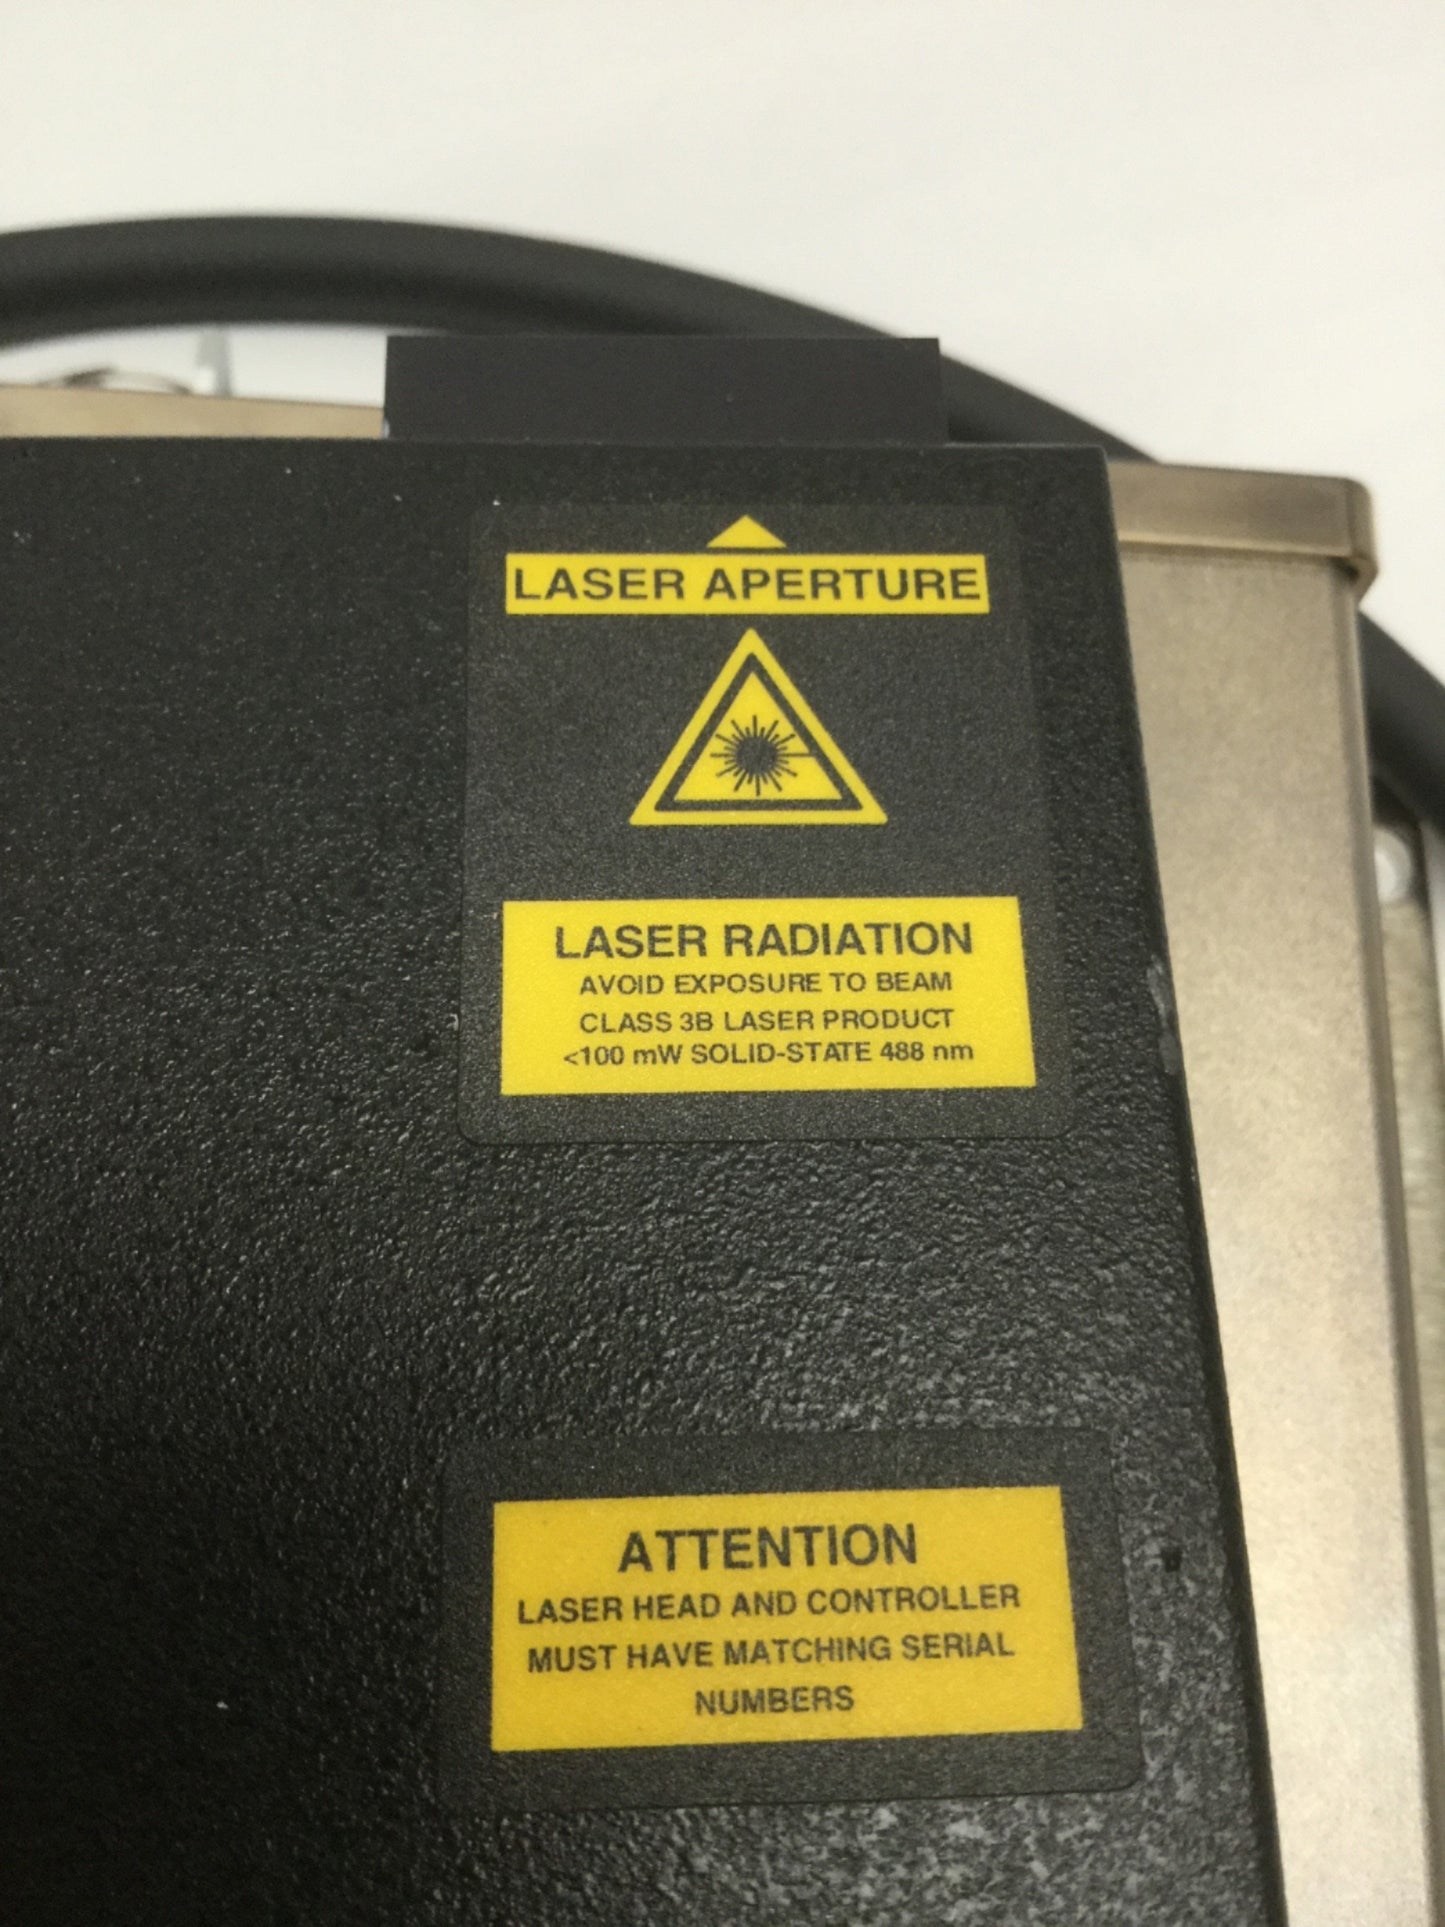 LASER APERTURE
LASER RADIATION
AVOID EXPOSURE TO BEAM
CLASS 3B LASER PRODUCT
<100 mW SOLID-STATE 488 nm
ATTENTION
LASER HEAD AND CONTROLLER
MUST HAVE MATCHING SERIAL
NUMBERS